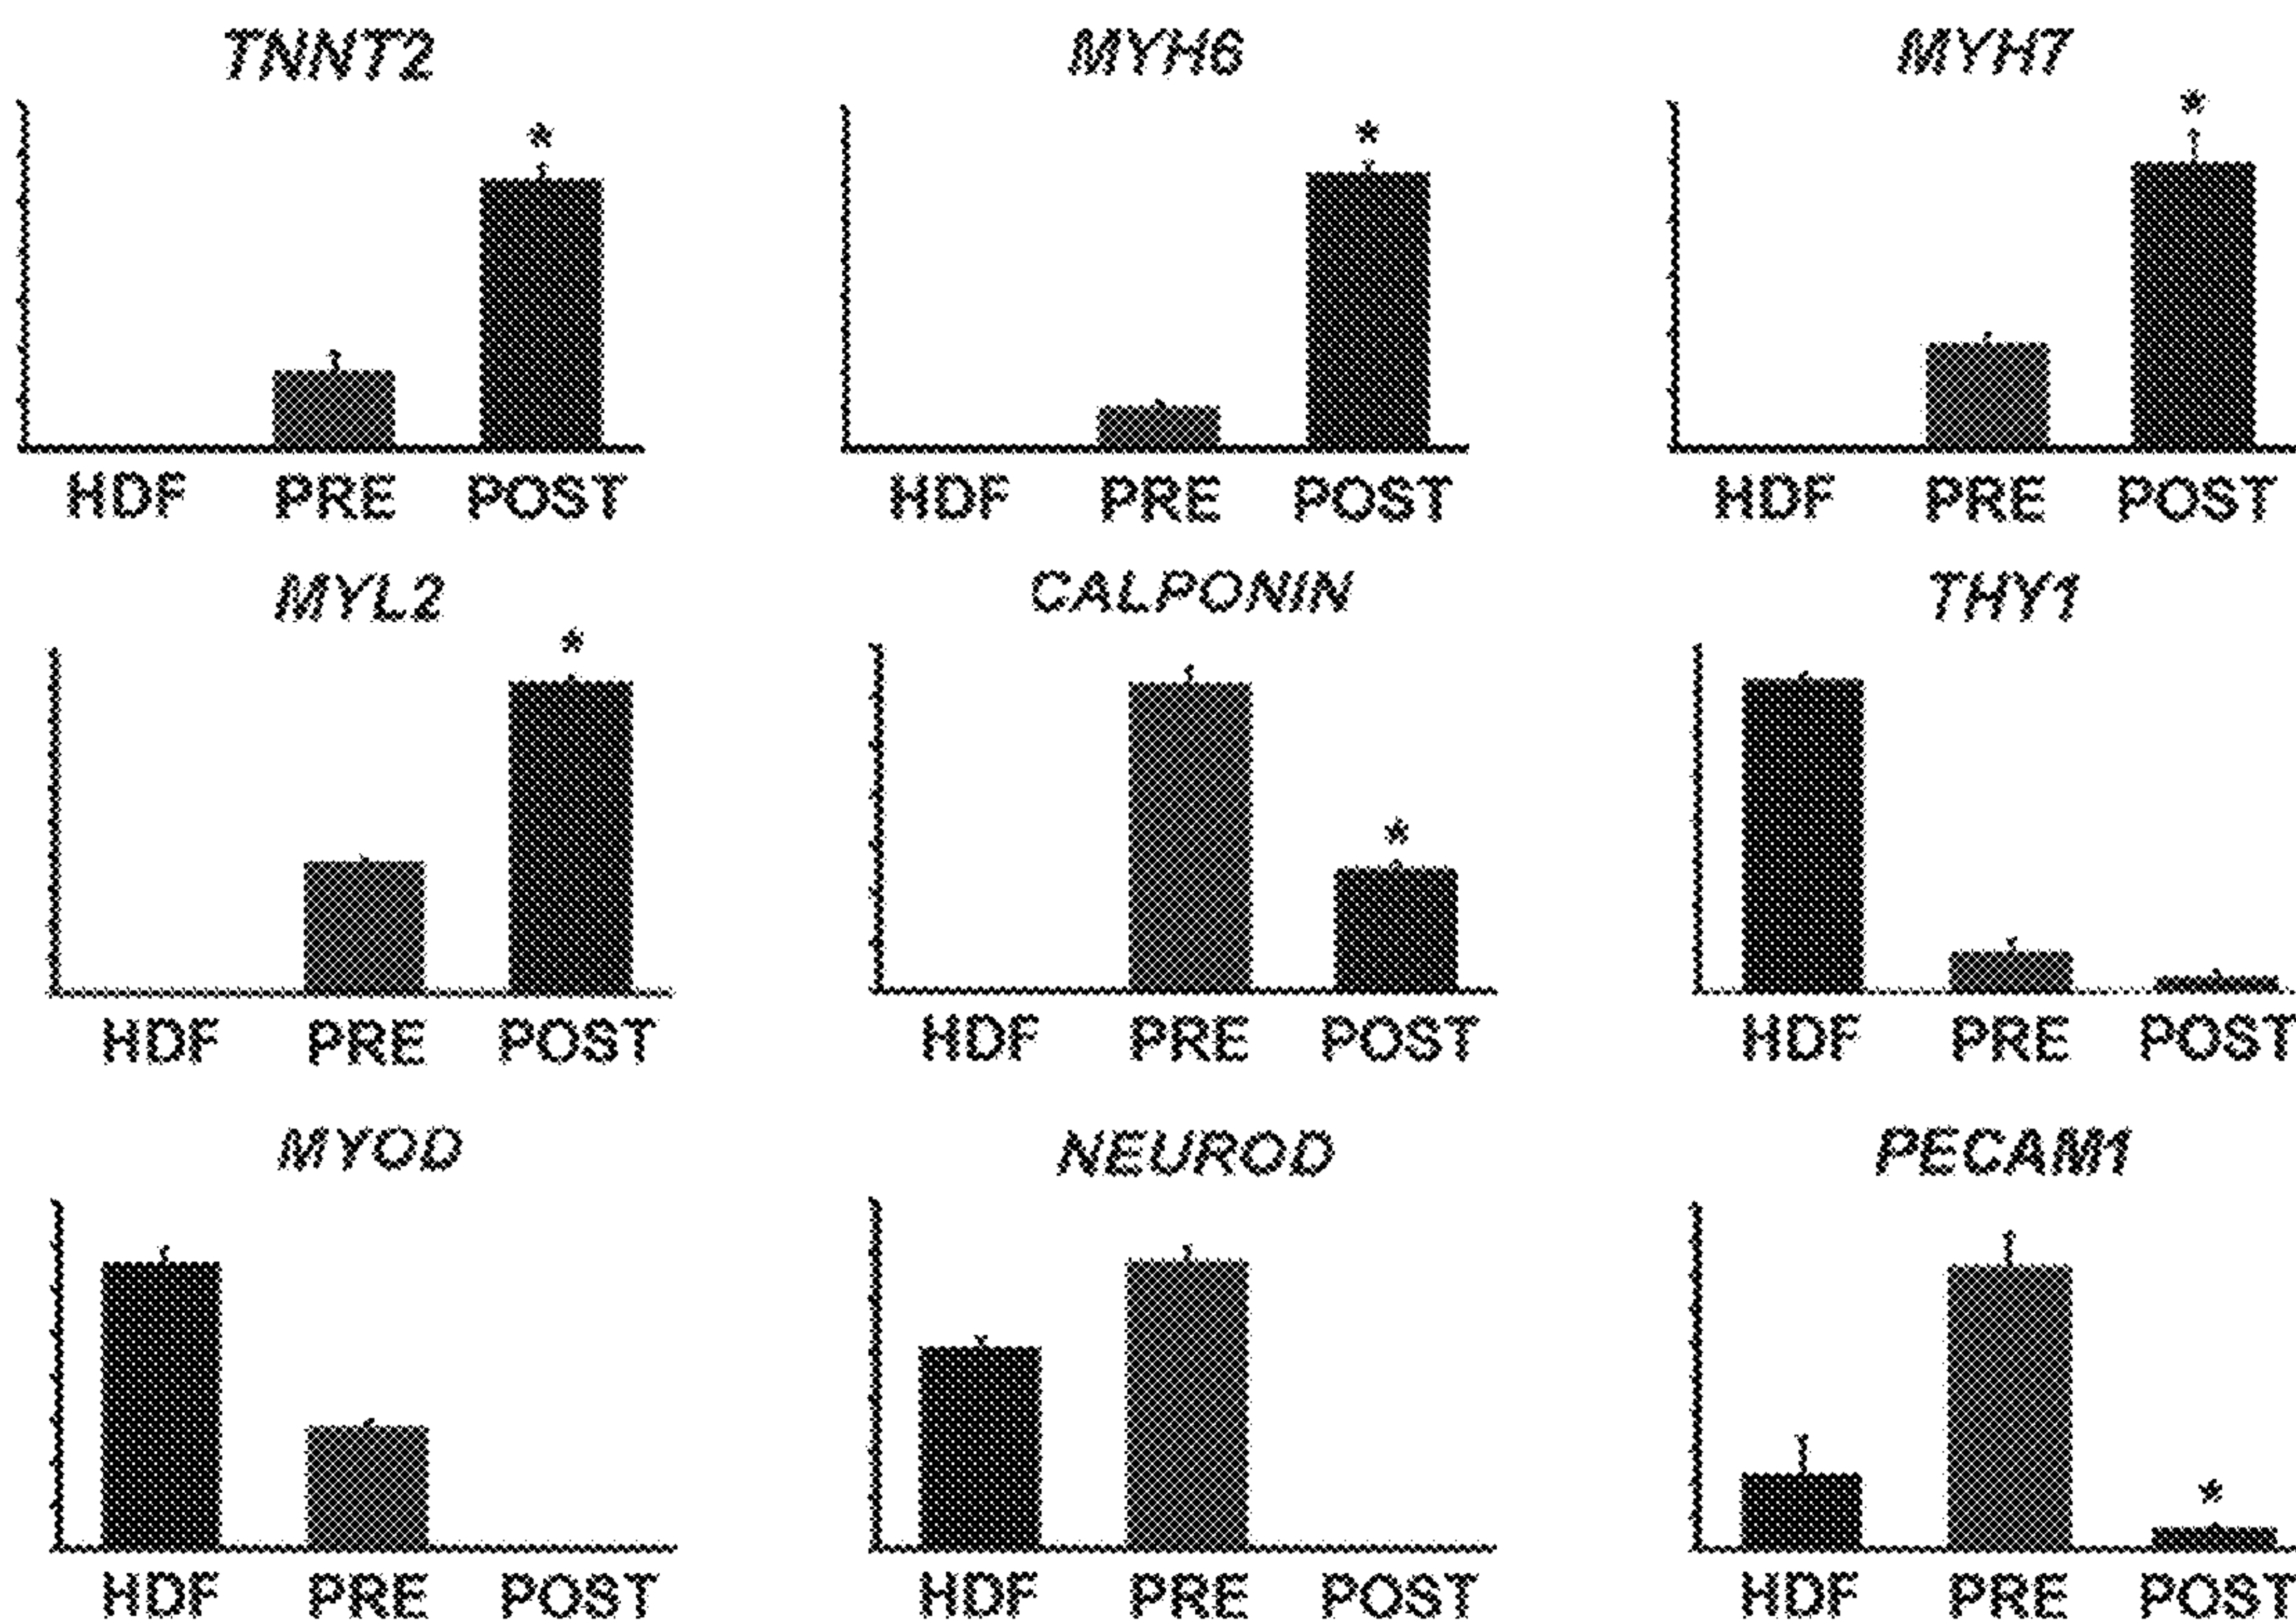 TNNT2 MYH6 MYH7
* * *
HDF PRE POST HDF PRE POST HDF PRE POST
MYL2 CALPONIN THY1
* *
HDF PRE POST HDF PRE POST HDF PRE POST
MYOD NEUROD PECAM1
*
HDF PRE POST HDF PRE POST HDF PRE POST